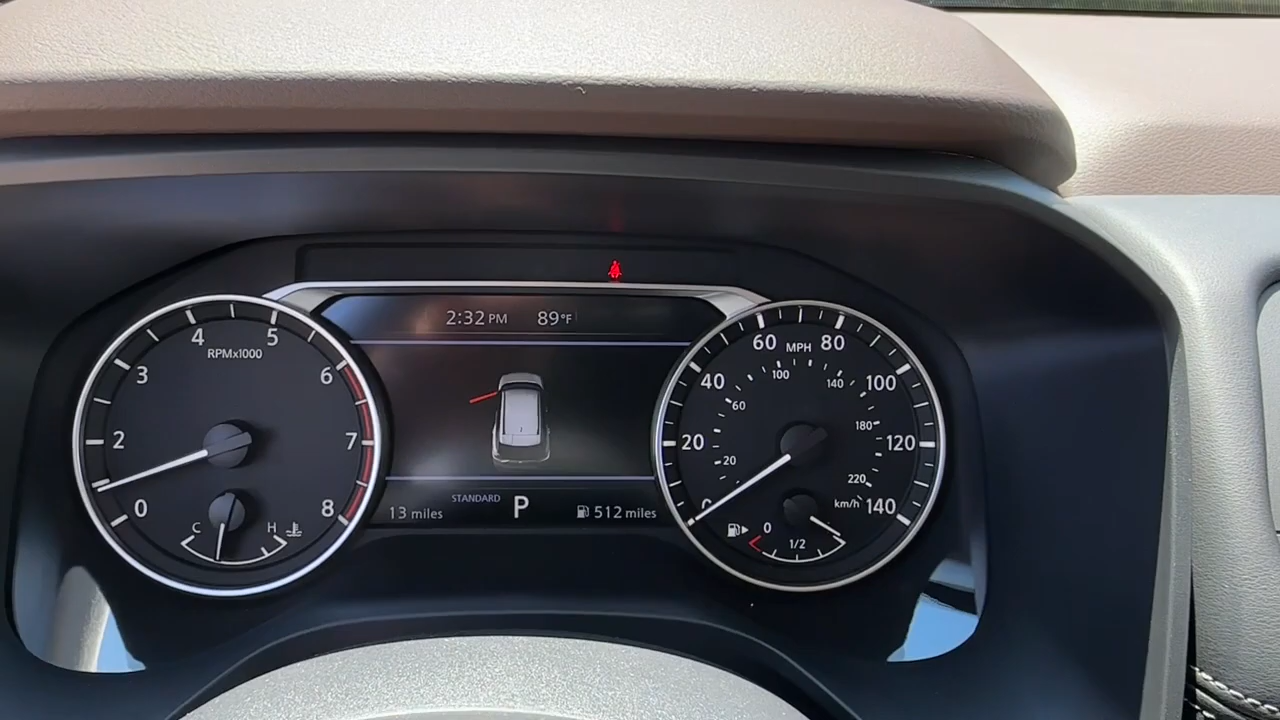 2:32 PM 89°F
4 5
RPMx1000
3 6
2 7
0 8
C H
60 MPH 80
40 100
20 120
0 140
100 140
60
180
20 220
km/h
STANDARD
P
13 miles
512 miles
0
1/2